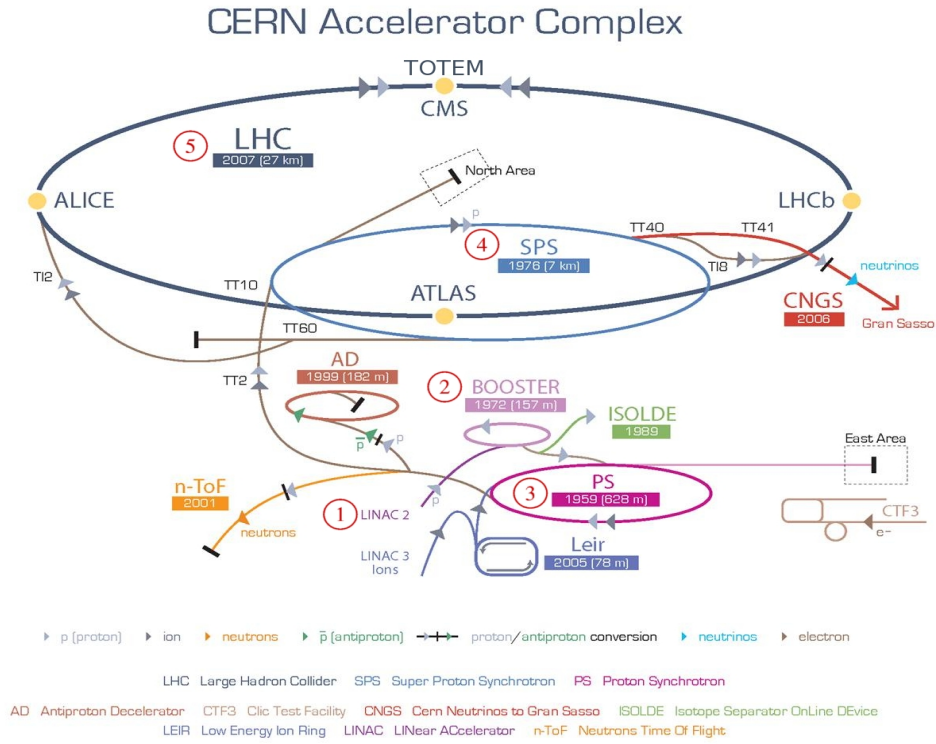 CERN Accelerator Complex
TOTEM
CMS
5
LHC
2007 (27 km)
North Area
ALICE
LHCb
p
4
SPS
1976 (7 km)
TT40
TT41
TI2
TI8
neutrinos
TT10
ATLAS
CNGS
2006
Gran Sasso
TT60
AD
1999 (182 m)
TT2
2
BOOSTER
1972 (157 m)
ISOLDE
1989
p̅
p
East Area
n-ToF
2001
3
PS
1959 (628 m)
1
LINAC 2
p
neutrons
CTF3
e-
LINAC 3
Ions
Leir
2005 (78 m)
p (proton) ion neutrons p̅ (antiproton) proton/antiproton conversion neutrinos electron
LHC Large Hadron Collider SPS Super Proton Synchrotron PS Proton Synchrotron
AD Antiproton Decelerator CTF3 Clic Test Facility CNGS Cern Neutrinos to Gran Sasso ISOLDE Isotope Separator OnLine DEvice
LEIR Low Energy Ion Ring LINAC LINear ACcelerator n-ToF Neutrons Time Of Flight